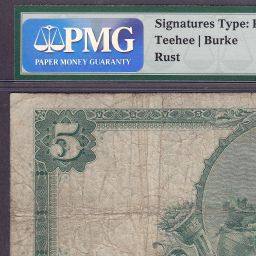 PMG
PAPER MONEY GUARANTY
Signatures Type:
Teehee | Burke
Rust
5